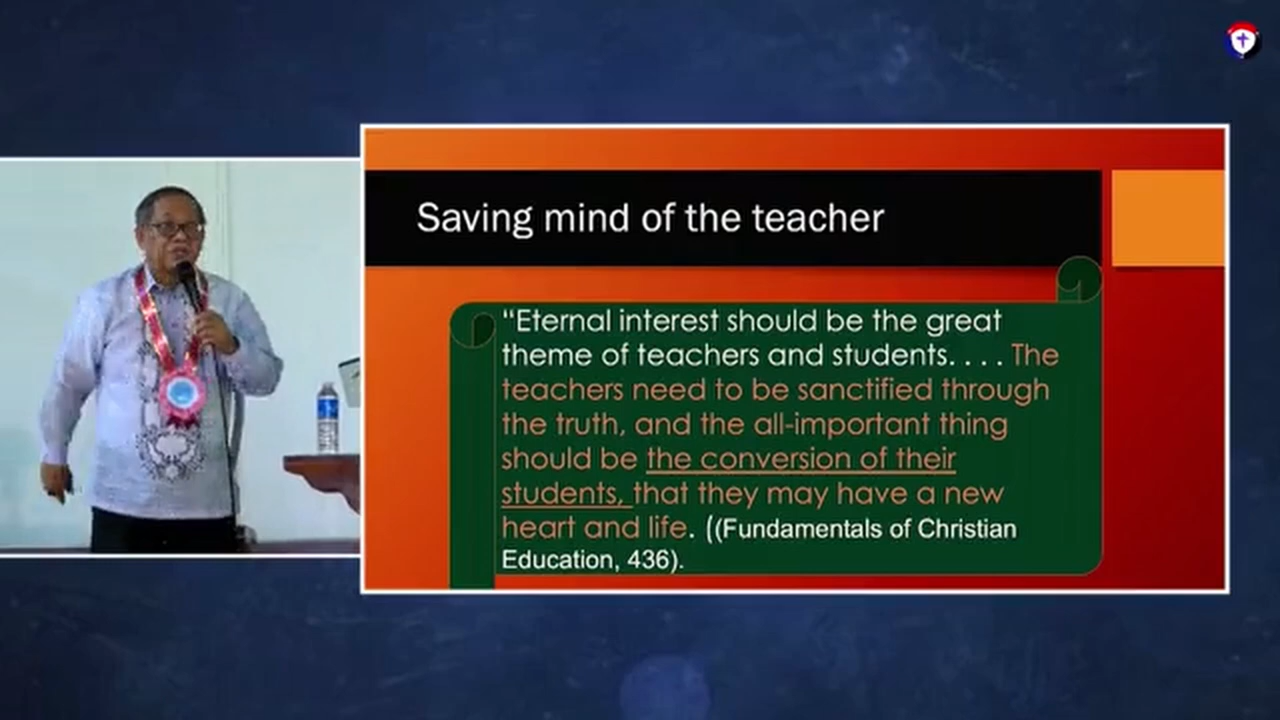 Saving mind of the teacher
“Eternal interest should be the great
theme of teachers and students. . . . The
teachers need to be sanctified through
the truth, and the all-important thing
should be the conversion of their
students, that they may have a new
heart and life. ((Fundamentals of Christian
Education, 436).